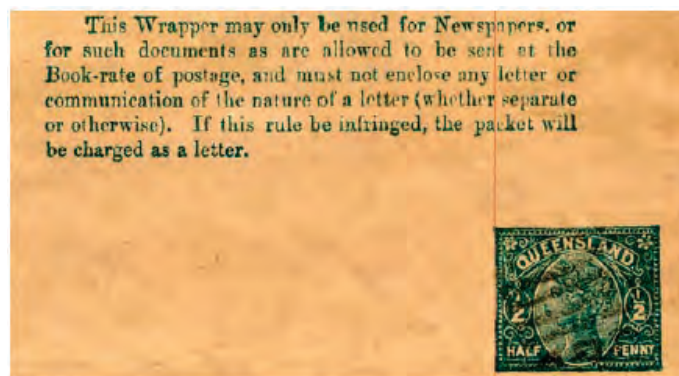 This Wrapper may only be used for Newspapers. or
for such documents as are allowed to be sent at the
Book-rate of postage, and must not enclose any letter or
communication of the nature of a letter (whether separate
or otherwise). If this rule be infringed, the packet will
be charged as a letter.
QUEENSLAND
1/2 1/2
HALF PENNY